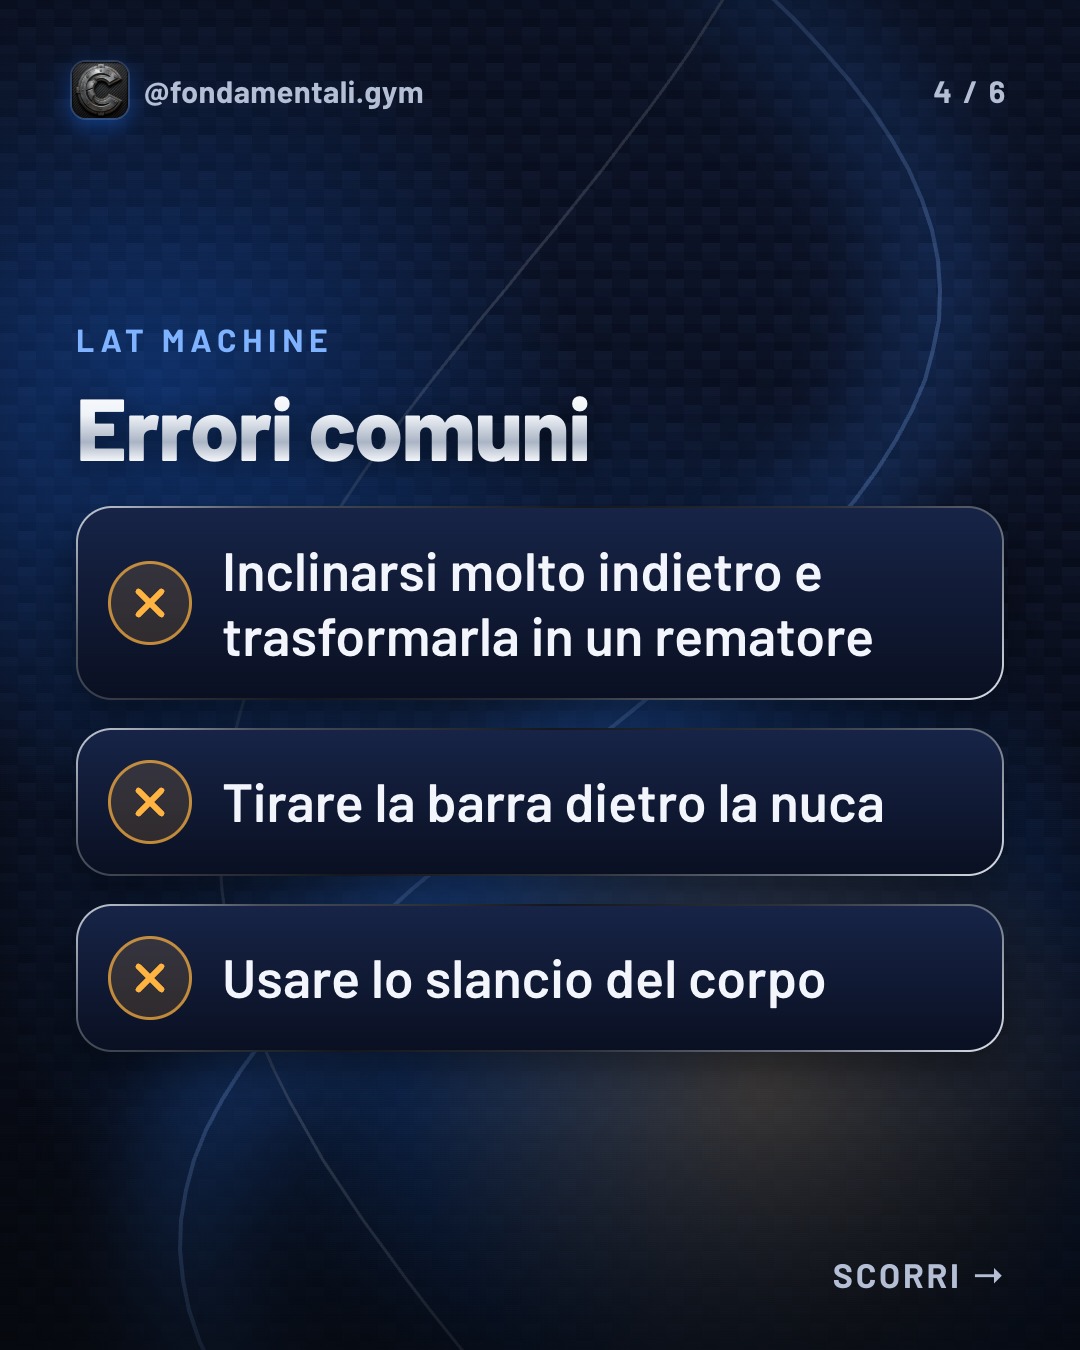 @fondamentali.gym
4 / 6
LAT MACHINE
Errori comuni
Inclinarsi molto indietro e
trasformarla in un rematore
Tirare la barra dietro la nuca
Usare lo slancio del corpo
SCORRI →